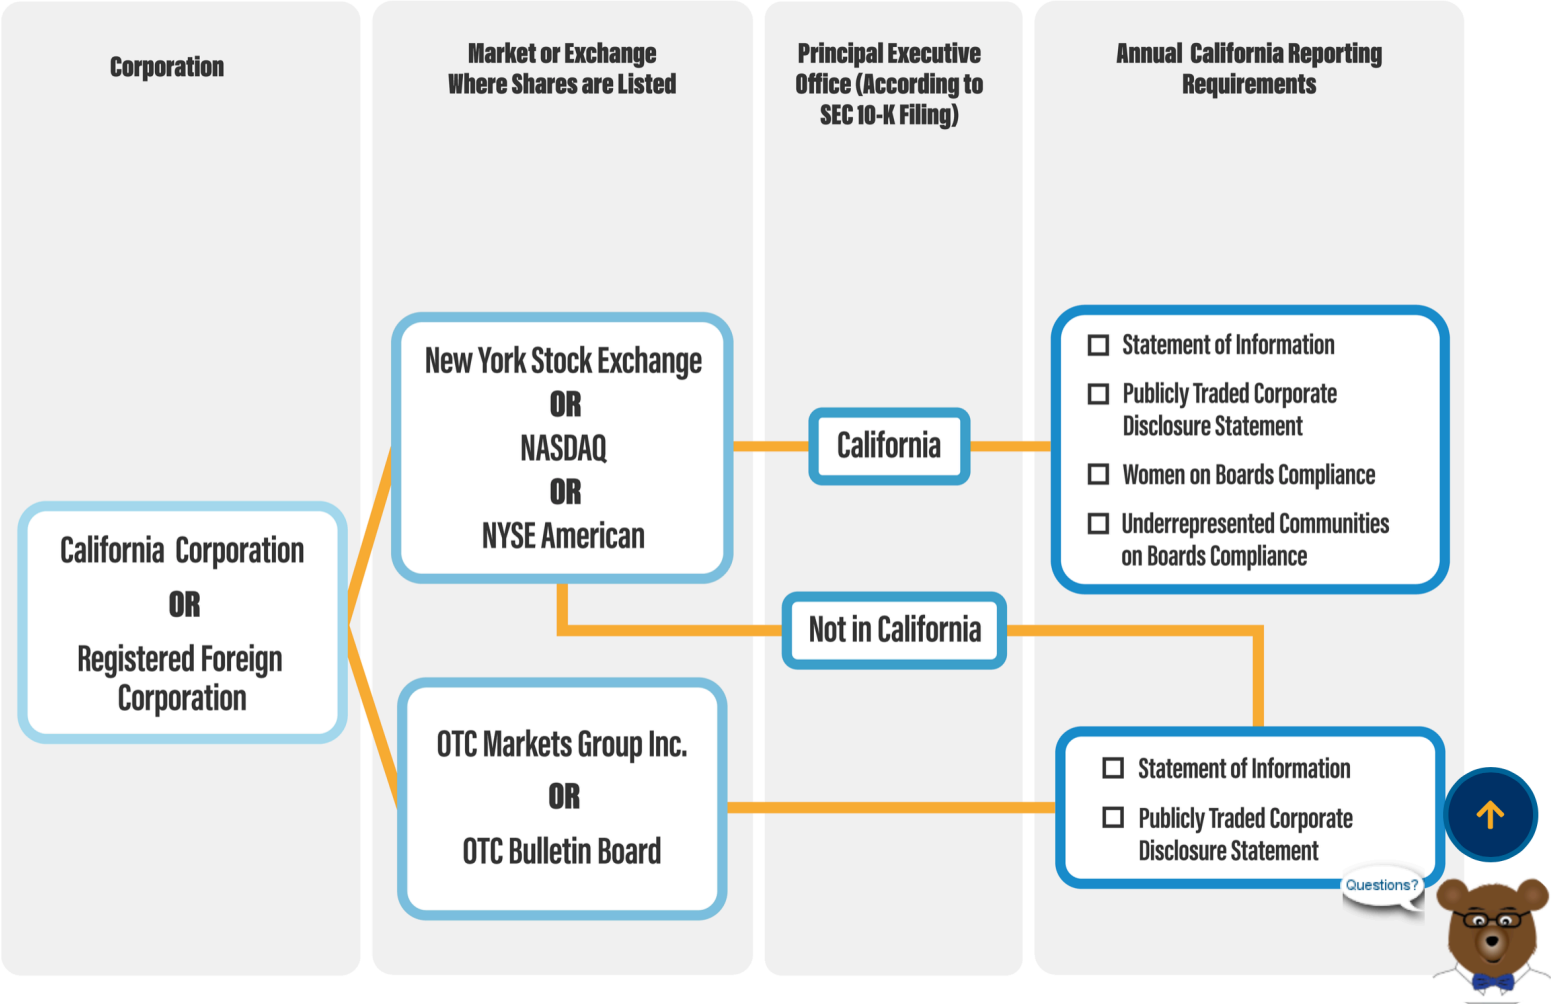 Corporation
Market or Exchange
Where Shares are Listed
Principal Executive
Office (According to
SEC 10-K Filing)
Annual California Reporting
Requirements
California Corporation
OR
Registered Foreign
Corporation
New York Stock Exchange
OR
NASDAQ
OR
NYSE American
California
Statement of Information
Publicly Traded Corporate
Disclosure Statement
Women on Boards Compliance
Underrepresented Communities
on Boards Compliance
Not in California
OTC Markets Group Inc.
OR
OTC Bulletin Board
Statement of Information
Publicly Traded Corporate
Disclosure Statement
Questions?